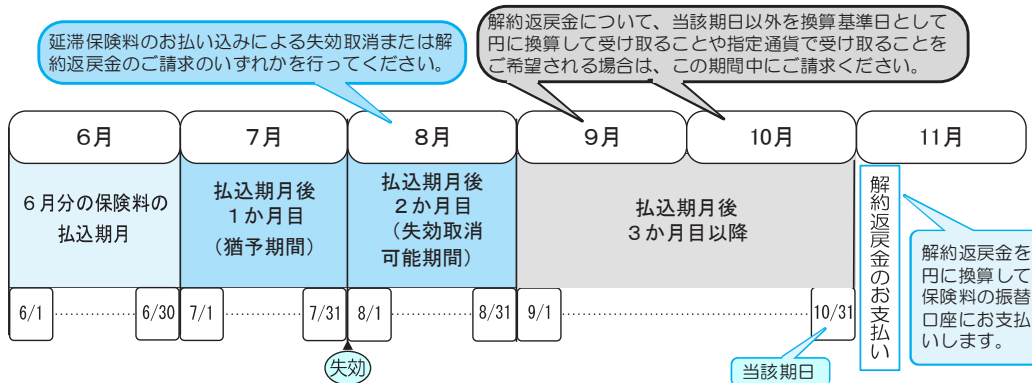 延滞保険料のお払い込みによる失効取消または解
約返戻金のご請求のいずれかを行ってください。
解約返戻金について、当該期日以外を換算基準日として
円に換算して受け取ることや指定通貨で受け取ることを
ご希望される場合は、この期間中にご請求ください。
6月
7月
8月
9月
10月
11月
6月分の保険料の
払込期月
払込期月後
1か月目
（猶予期間）
払込期月後
2か月目
（失効取消
可能期間）
払込期月後
3か月目以降
解約返戻金のお支払い
解約返戻金を
円に換算して
保険料の振替
口座にお支払
いします。
6/1
6/30
7/1
7/31
8/1
8/31
9/1
10/31
失効
当該期日